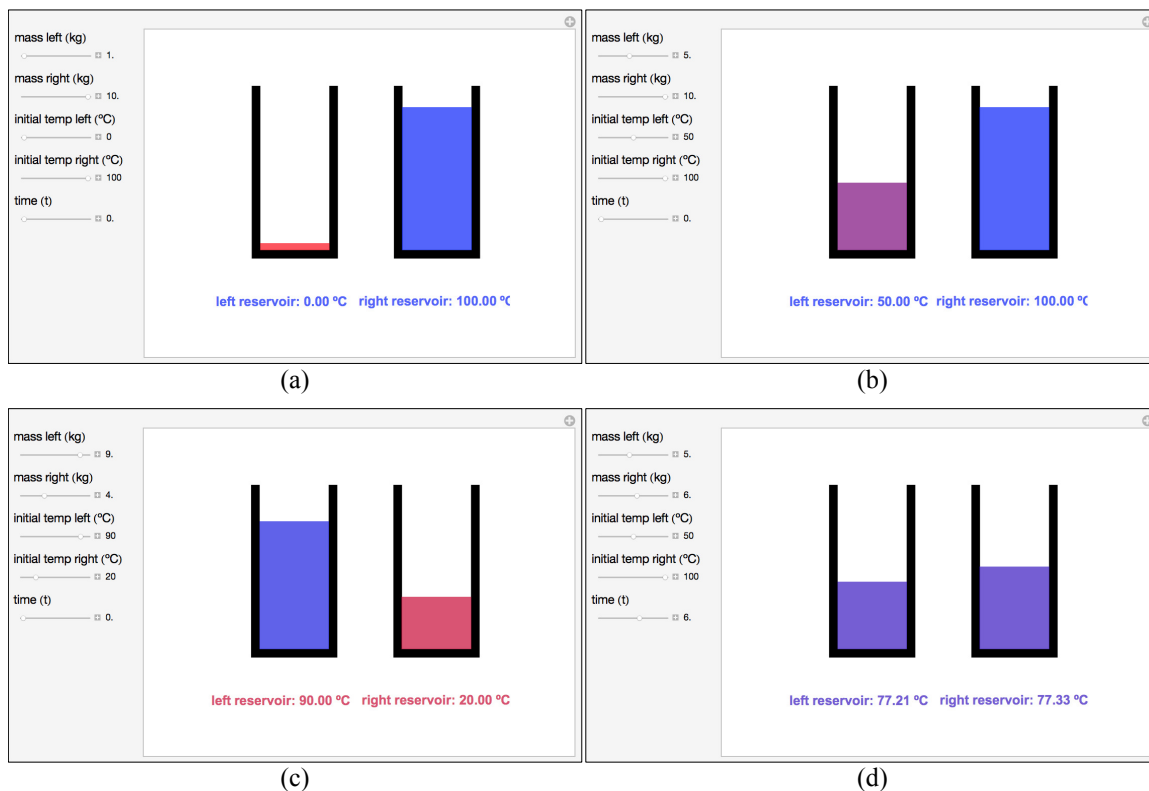 mass left (kg)
1.
mass right (kg)
10.
initial temp left (ºC)
0
initial temp right (ºC)
100
time (t)
0.
left reservoir: 0.00 ºC right reservoir: 100.00 ºC
(a)
mass left (kg)
5.
mass right (kg)
10.
initial temp left (ºC)
50
initial temp right (ºC)
100
time (t)
0.
left reservoir: 50.00 ºC right reservoir: 100.00 ºC
(b)
mass left (kg)
9.
mass right (kg)
4.
initial temp left (ºC)
90
initial temp right (ºC)
20
time (t)
0.
left reservoir: 90.00 ºC right reservoir: 20.00 ºC
(c)
mass left (kg)
5.
mass right (kg)
6.
initial temp left (ºC)
50
initial temp right (ºC)
100
time (t)
6.
left reservoir: 77.21 ºC right reservoir: 77.33 ºC
(d)